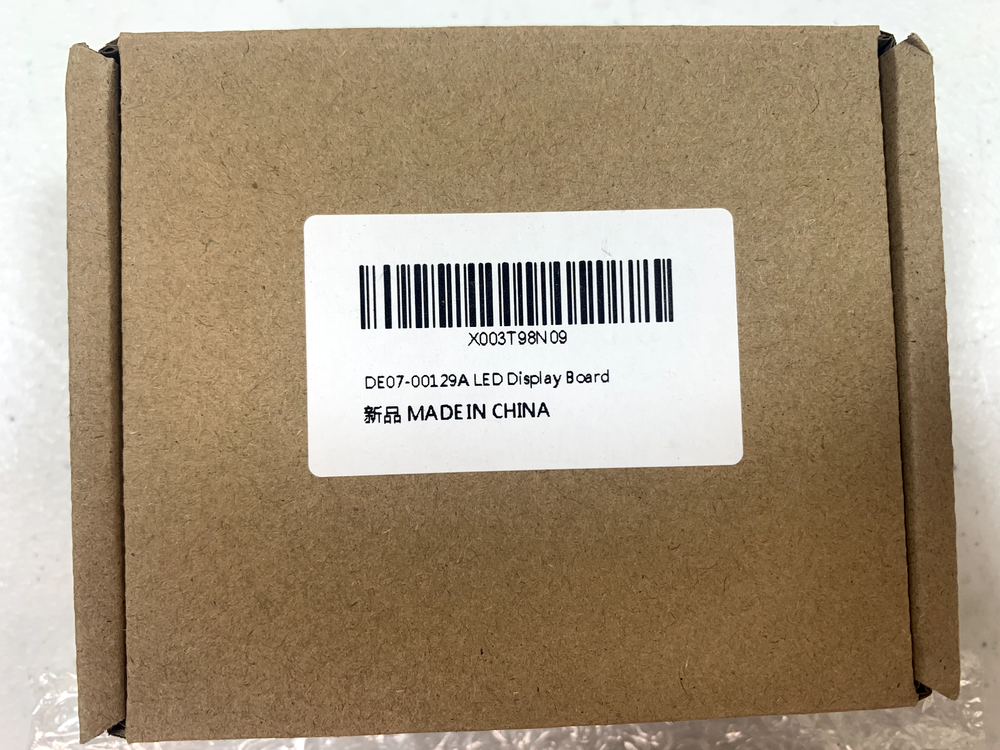 X003T98N09
DE07-00129A LED Display Board
新品 MADE IN CHINA